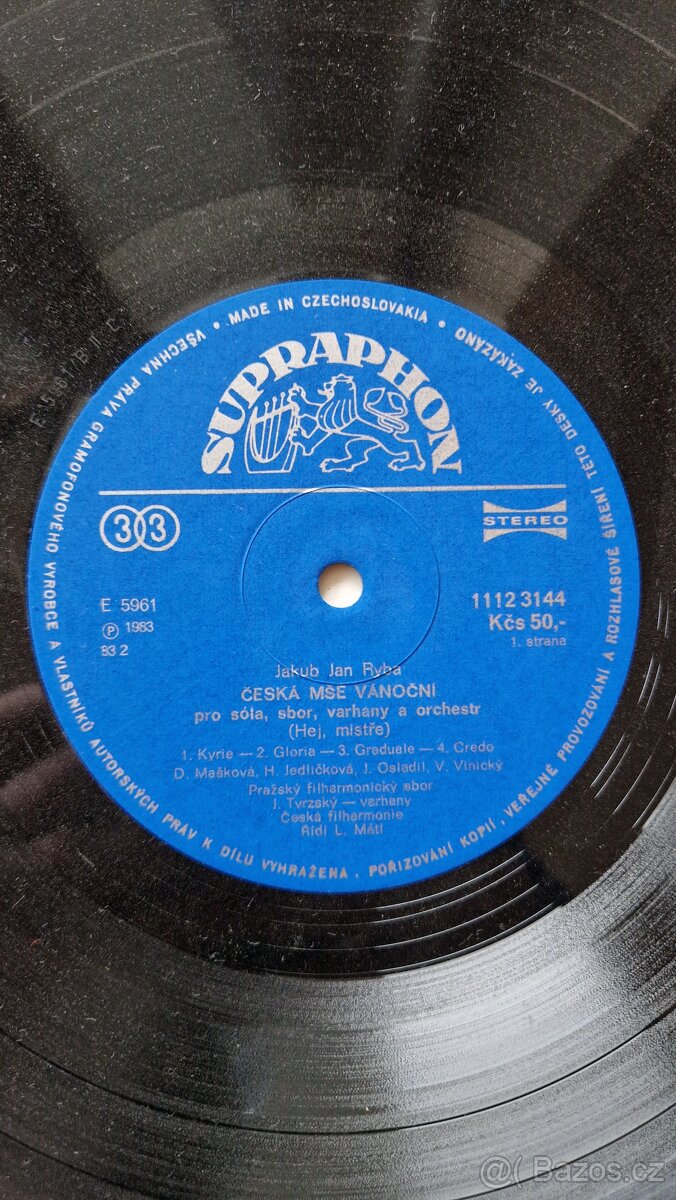 VŠECHNA PRÁVA GRAMOFONOVÉHO VÝROBCE A VLASTNÍKŮ AUTORSKÝCH PRÁV K DÍLU VYHRAŽENA. POŘIZOVÁNÍ KOPIÍ, VEREJNÉ PROVOZOVÁNÍ A ROZHLASOVÉ ŠÍŘENÍ TÉTO DESKY JE ZAKÁZÁNO • MADE IN CZECHOSLOVAKIA •
SUPRAPHON
33
STEREO
E 5961
1112 3144
Ⓟ 1983
Kčs 50,-
83 2
1. strana
Jakub Jan Ryba
ČESKÁ MŠE VÁNOČNÍ
pro sóla, sbor, varhany a orchestr
(Hej, mistře)
1. Kyrie — 2. Gloria — 3. Graduale — 4. Credo
D. Mašková, H. Jedličková, J. Osladil, V. Vinický
Pražský filharmonický sbor
J. Tvrzský — varhany
Česká filharmonie
Řídí L. Mátl
@( Bazos.cz